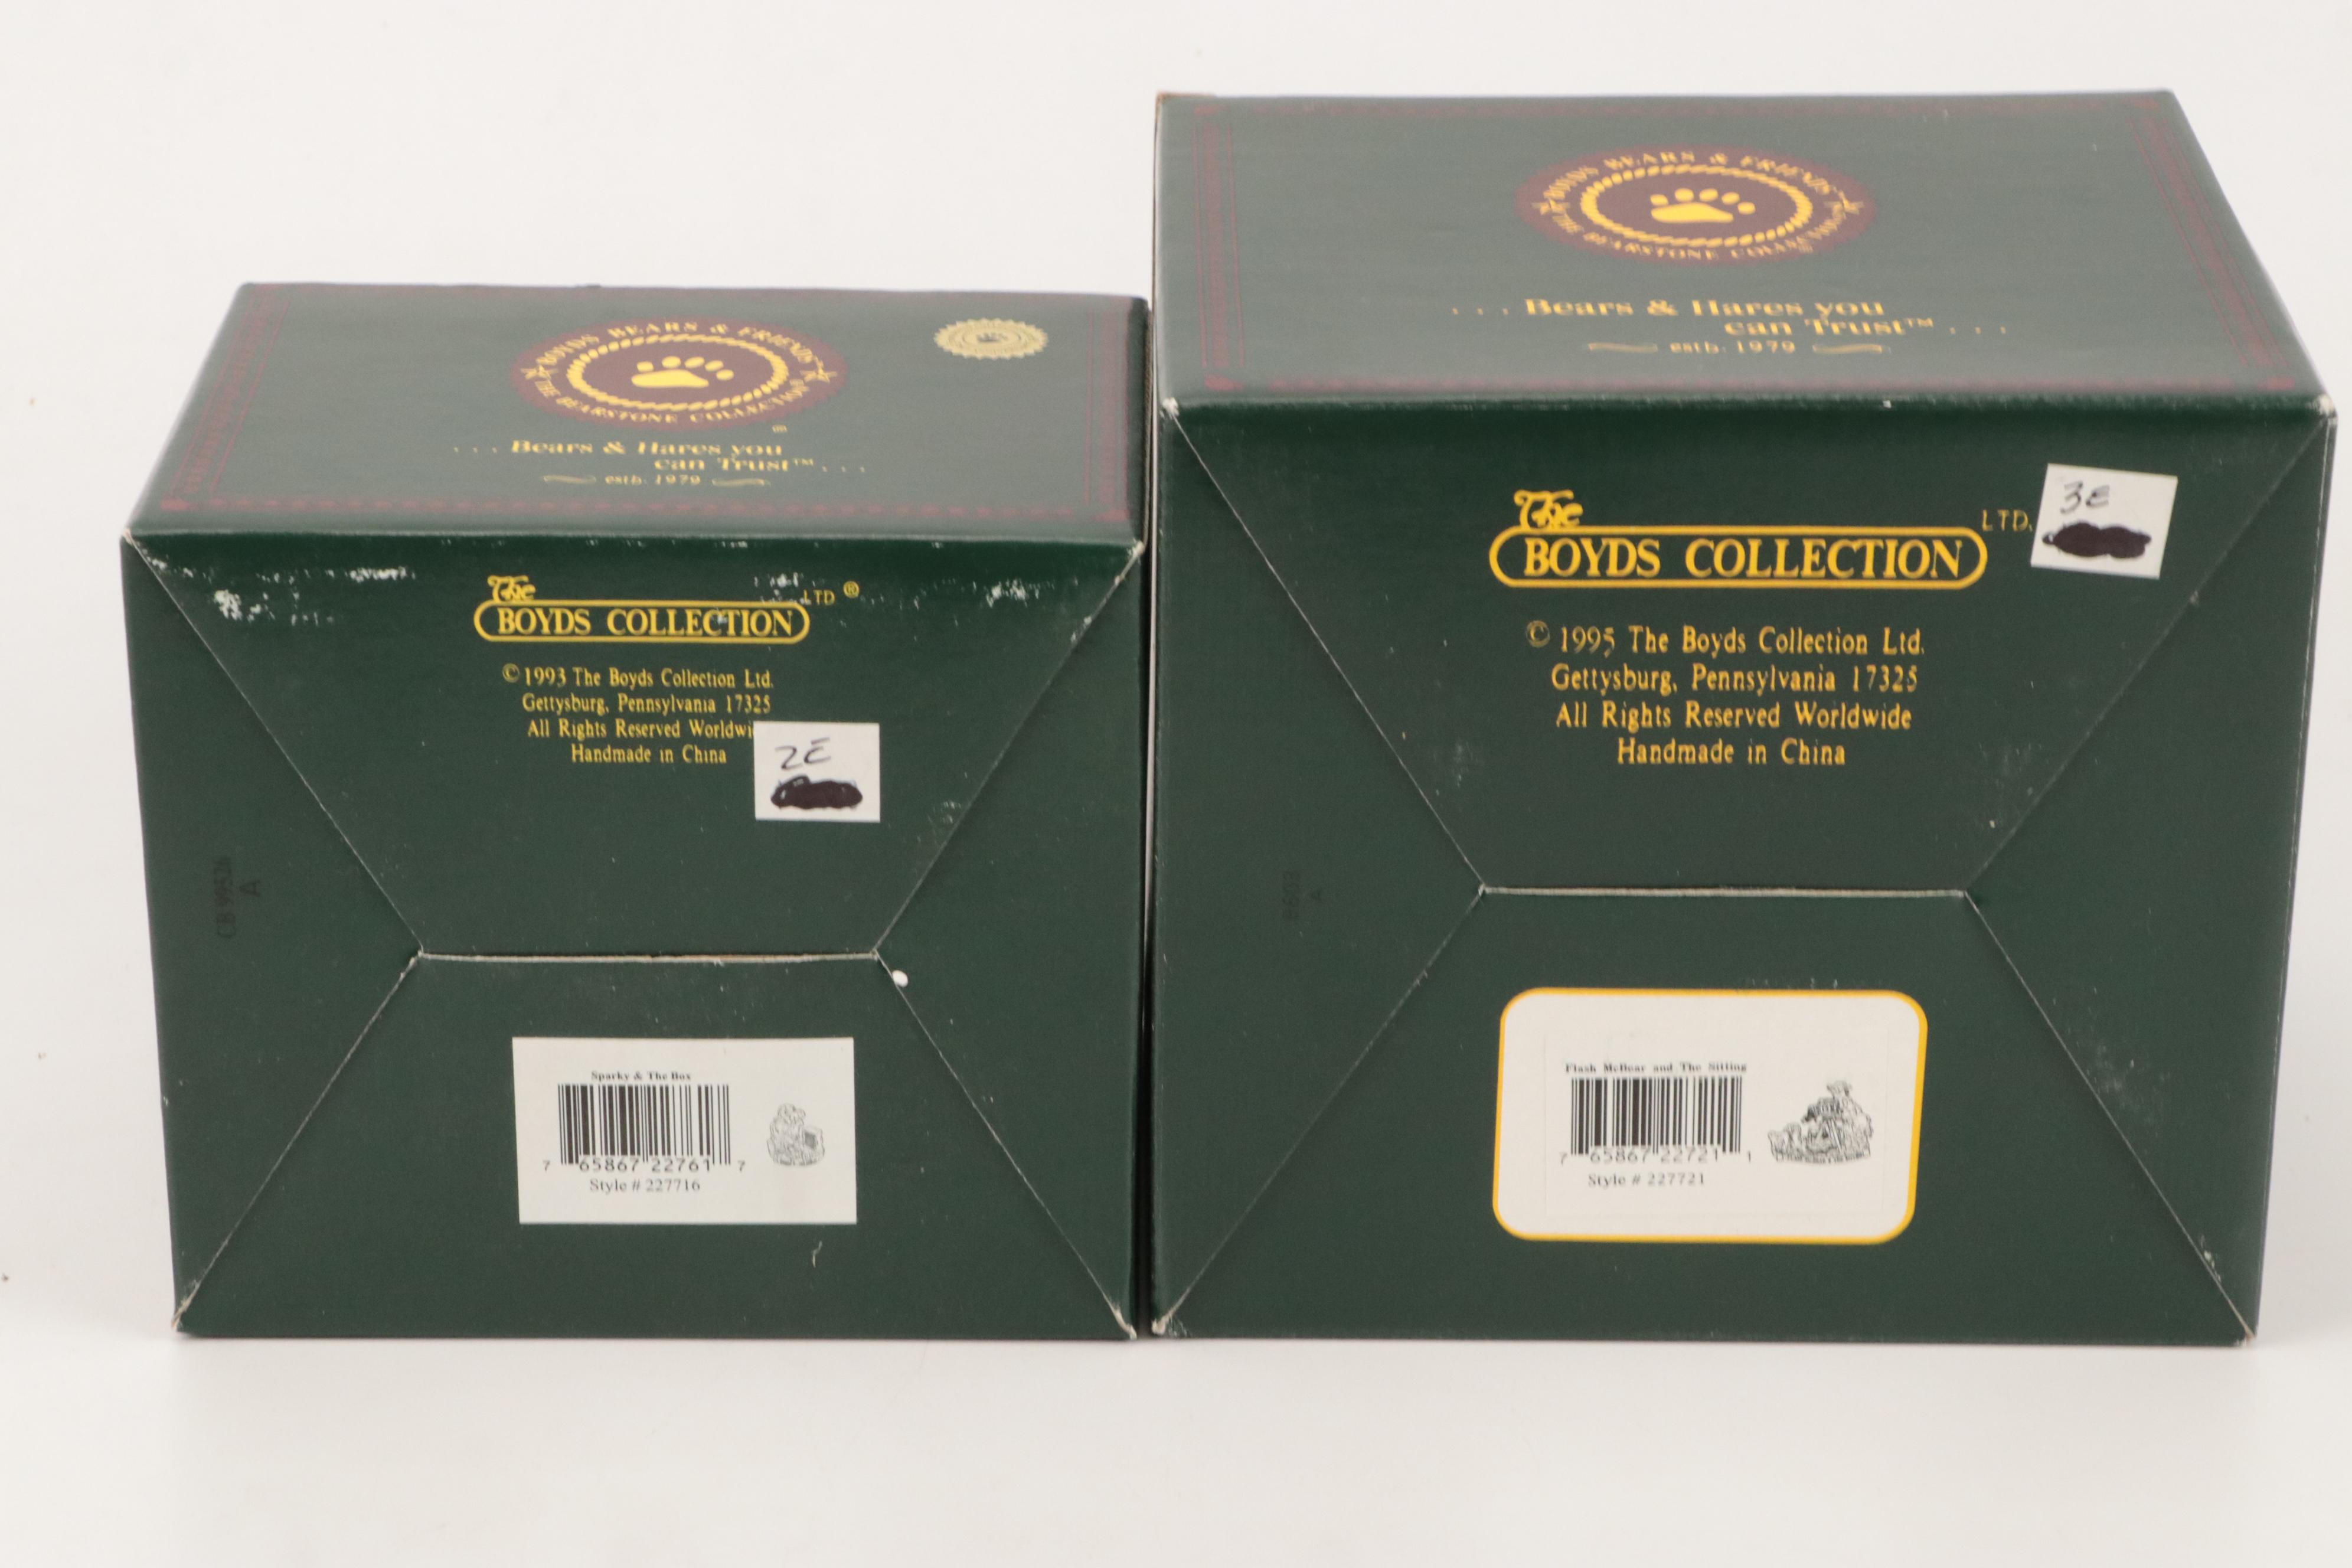 BOYDS BEARS & FRIENDS™
THE BEARSTONE COLLECTION®
...Bears & Hares you
can Trust™...
estb. 1979
The
BOYDS COLLECTION
LTD ®
© 1993 The Boyds Collection Ltd.
Gettysburg, Pennsylvania 17325
All Rights Reserved Worldwi
Handmade in China
2E
CB 99526
A
Sparky & The Box
7 65867 22761 7
Style # 227716
BOYDS BEARS & FRIENDS™
THE BEARSTONE COLLECTION®
...Bears & Hares you
can Trust™...
estb. 1979
The
BOYDS COLLECTION
LTD.
3E
© 1995 The Boyds Collection Ltd.
Gettysburg, Pennsylvania 17325
All Rights Reserved Worldwide
Handmade in China
A
Flash McBear and The Sitting
7 65867 22721 1
Style # 227721